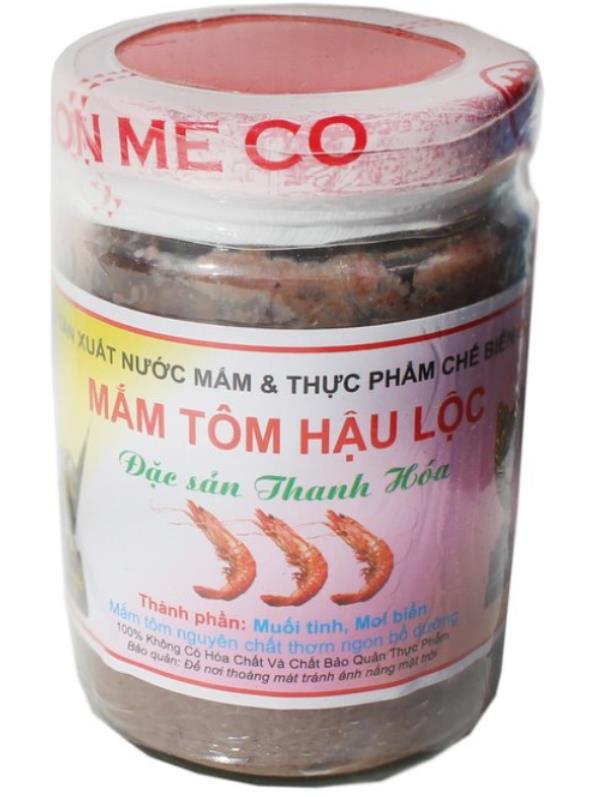 ON ME CO
XUẤT NƯỚC MẮM & THỰC PHẨM CHẾ BIẾN
MẮM TÔM HẬU LỘC
Đặc sản Thanh Hóa
Thành phần: Muối tinh, Mơi biển
Mắm tôm nguyên chất thơm ngon bổ dưỡng
100% Không Có Hóa Chất Và Chất Bảo Quản Thực Phẩm
Bảo quản: Để nơi thoáng mát tránh ánh nắng mặt trời